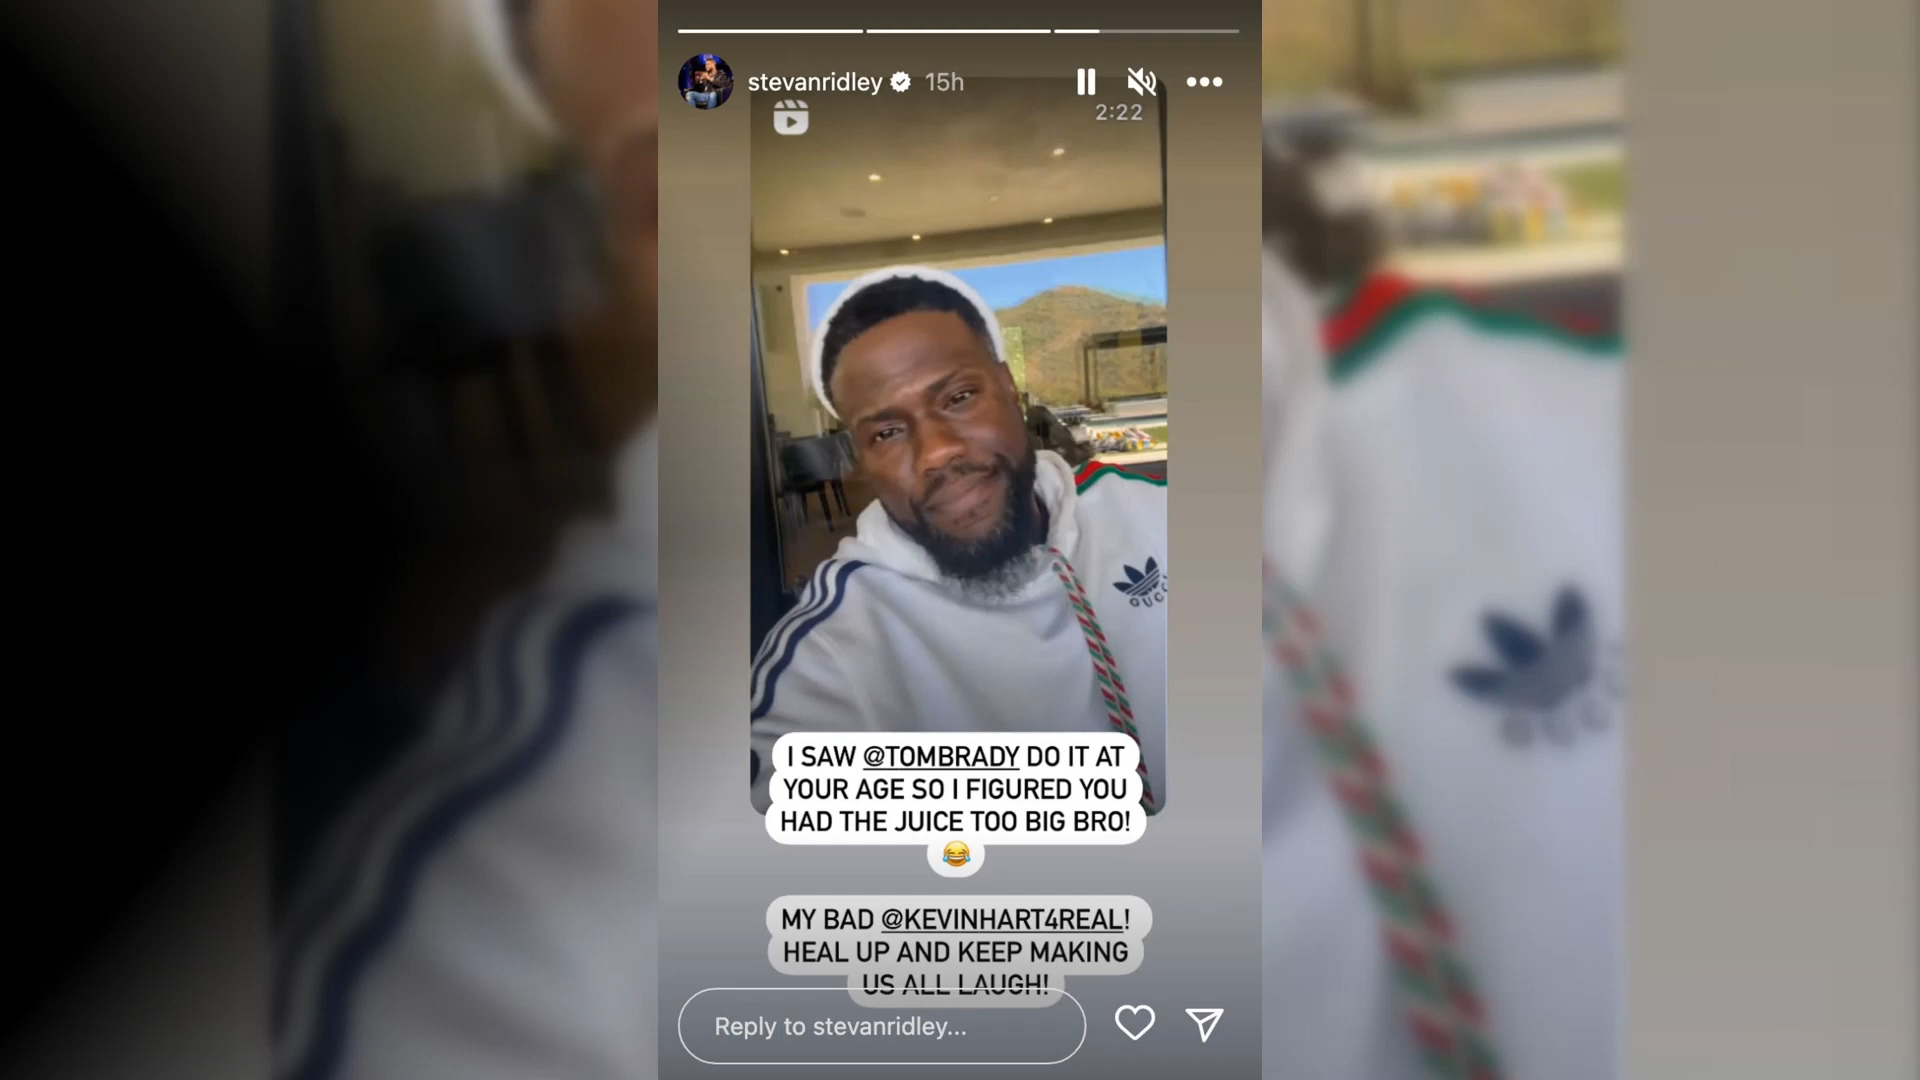 stevanridley 15h
2:22
GUCCI
I SAW @TOMBRADY DO IT AT
YOUR AGE SO I FIGURED YOU
HAD THE JUICE TOO BIG BRO!
😂
MY BAD @KEVINHART4REAL!
HEAL UP AND KEEP MAKING
US ALL LAUGH!
Reply to stevanridley...